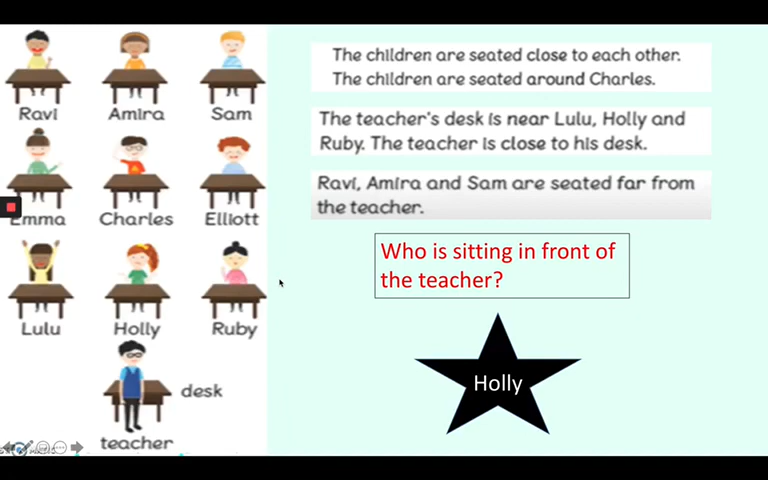 Ravi Amira Sam
Emma Charles Elliott
Lulu Holly Ruby
desk
teacher
The children are seated close to each other.
The children are seated around Charles.
The teacher's desk is near Lulu, Holly and
Ruby. The teacher is close to his desk.
Ravi, Amira and Sam are seated far from
the teacher.
Who is sitting in front of
the teacher?
Holly